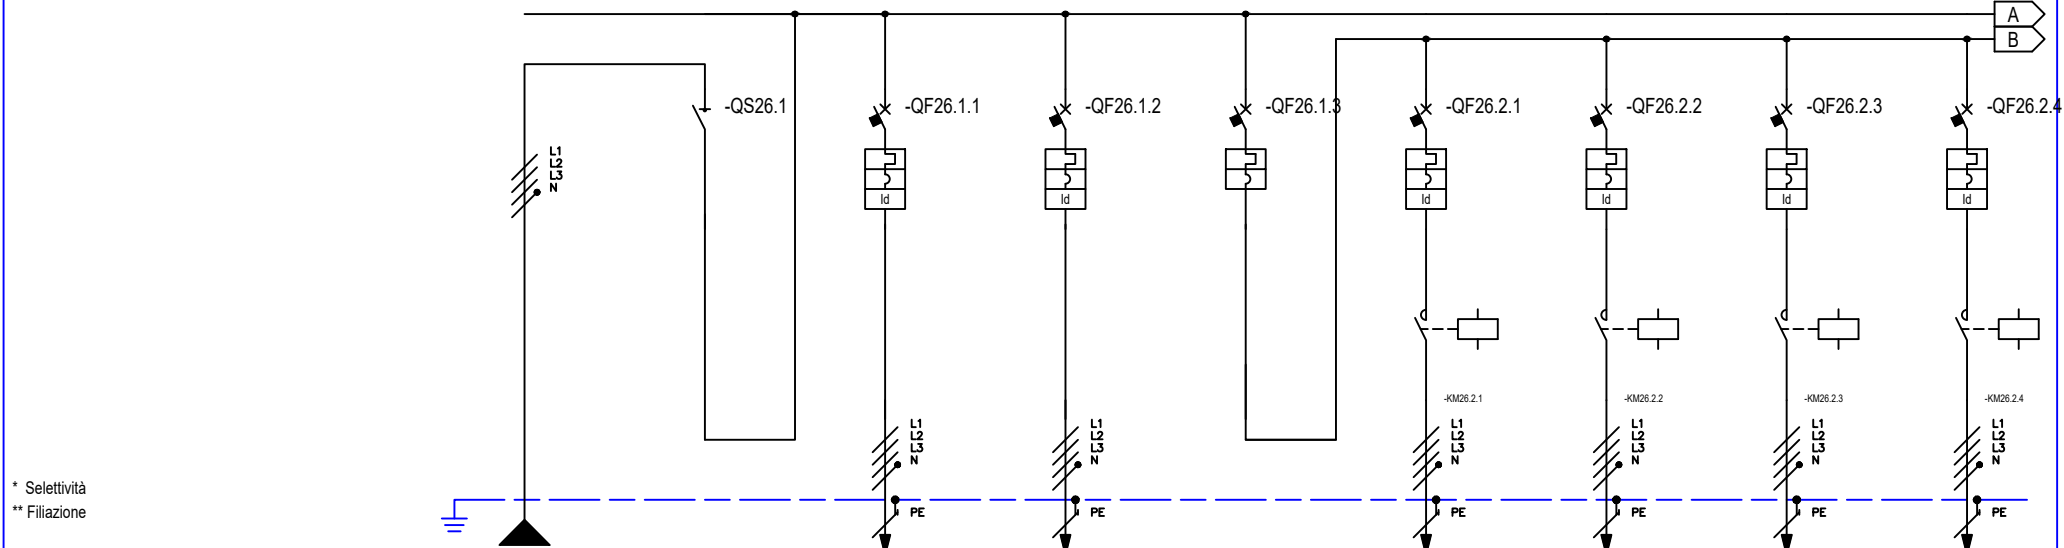 A
B
-QS26.1
-QF26.1.1
-QF26.1.2
-QF26.1.3
-QF26.2.1
-QF26.2.2
-QF26.2.3
-QF26.2.4
L1
L2
L3
N
Id
Id
Id
Id
Id
Id
-KM26.2.1
-KM26.2.2
-KM26.2.3
-KM26.2.4
L1
L2
L3
N
L1
L2
L3
N
L1
L2
L3
N
L1
L2
L3
N
L1
L2
L3
N
L1
L2
L3
N
* Selettività
** Filiazione
PE
PE
PE
PE
PE
PE